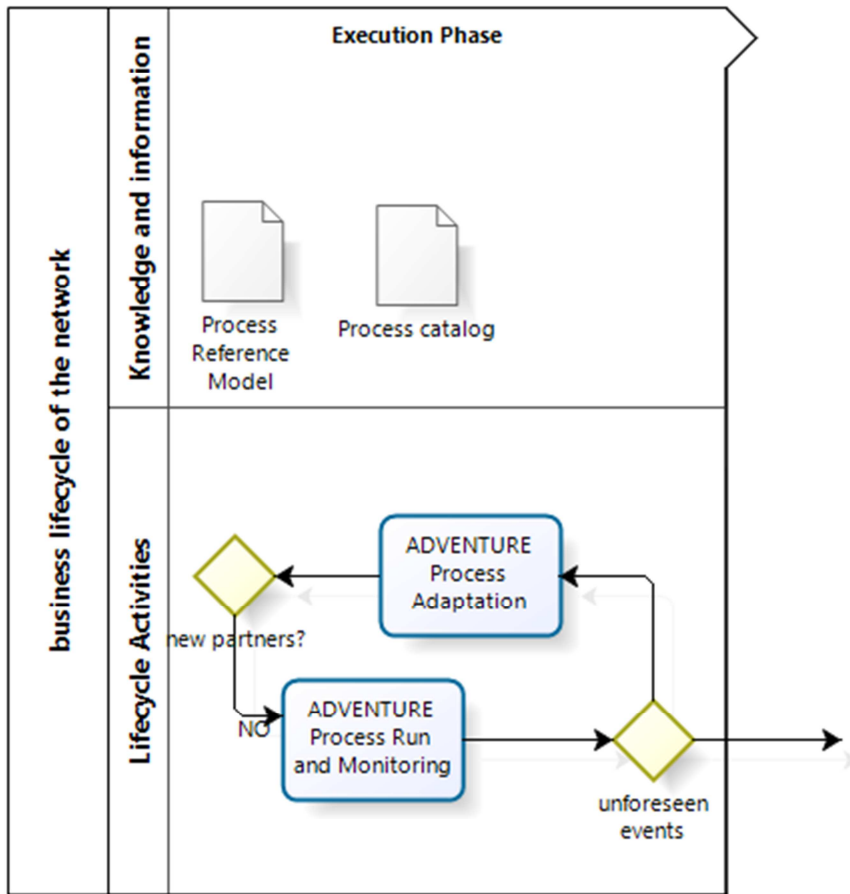 Execution Phase
business lifecycle of the network
Knowledge and information
Process
Reference
Model
Process catalog
Lifecycle Activities
ADVENTURE
Process
Adaptation
new partners?
NO
ADVENTURE
Process Run
and Monitoring
unforeseen
events